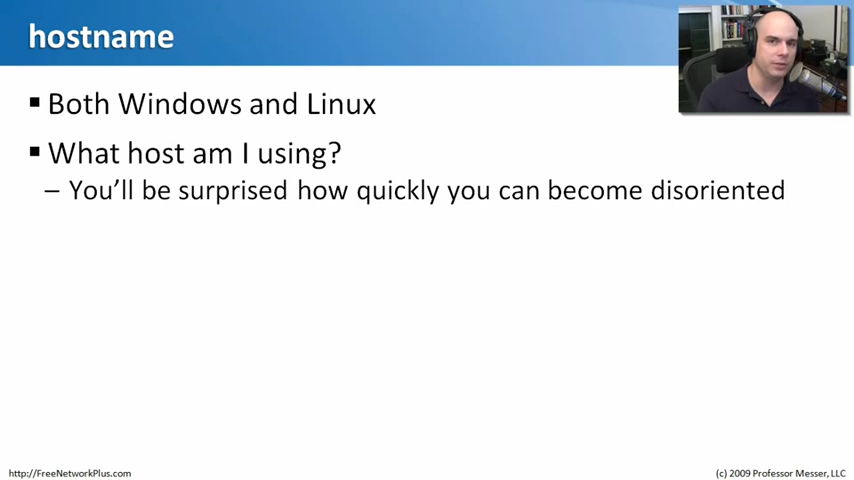 hostname
▪ Both Windows and Linux
▪ What host am I using?
– You’ll be surprised how quickly you can become disoriented
http://FreeNetworkPlus.com
(c) 2009 Professor Messer, LLC